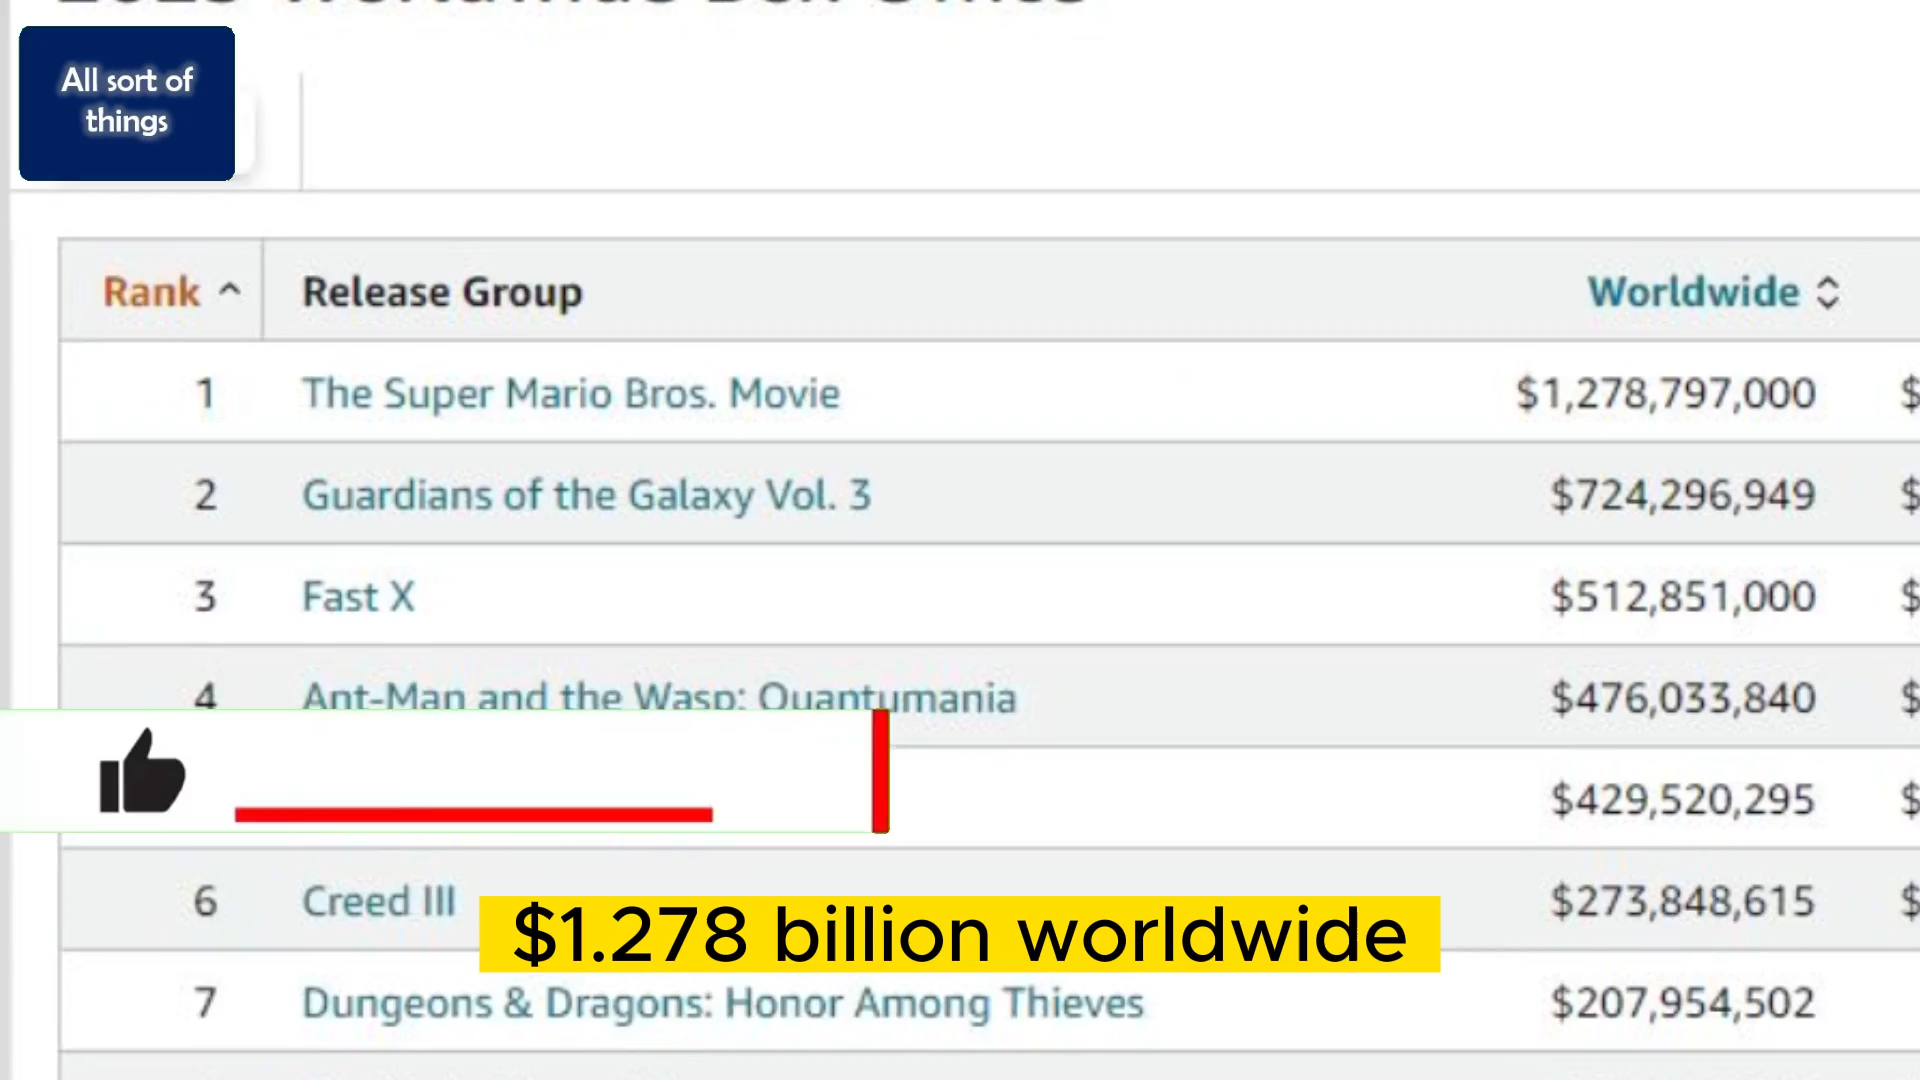 All sort of
things
Rank Release Group Worldwide
1 The Super Mario Bros. Movie $1,278,797,000 $
2 Guardians of the Galaxy Vol. 3 $724,296,949 $
3 Fast X $512,851,000 $
4 Ant-Man and the Wasp: Quantumania $476,033,840 $
$429,520,295 $
6 Creed III $273,848,615 $
$1.278 billion worldwide
7 Dungeons & Dragons: Honor Among Thieves $207,954,502